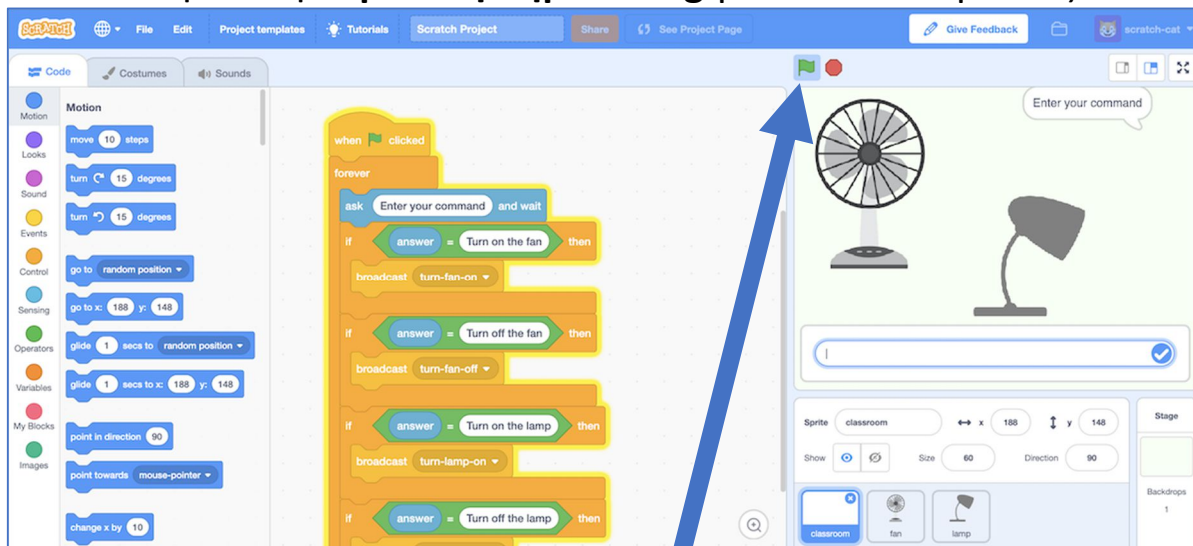 SCRATCH File Edit Project templates Tutorials Scratch Project Share See Project Page Give Feedback scratch-cat
Code Costumes Sounds
Motion
Looks
Sound
Events
Control
Sensing
Operators
Variables
My Blocks
Images
Motion
move 10 steps
turn 15 degrees
turn 15 degrees
go to random position
go to x: 188 y: 148
glide 1 secs to random position
glide 1 secs to x: 188 y: 148
point in direction 90
point towards mouse-pointer
change x by 10
when clicked
forever
ask Enter your command and wait
if answer = Turn on the fan then
broadcast turn-fan-on
if answer = Turn off the fan then
broadcast turn-fan-off
if answer = Turn on the lamp then
broadcast turn-lamp-on
if answer = Turn off the lamp then
Enter your command
Sprite classroom x 188 y 148
Show Size 60 Direction 90
classroom fan lamp
Stage
Backdrops
1